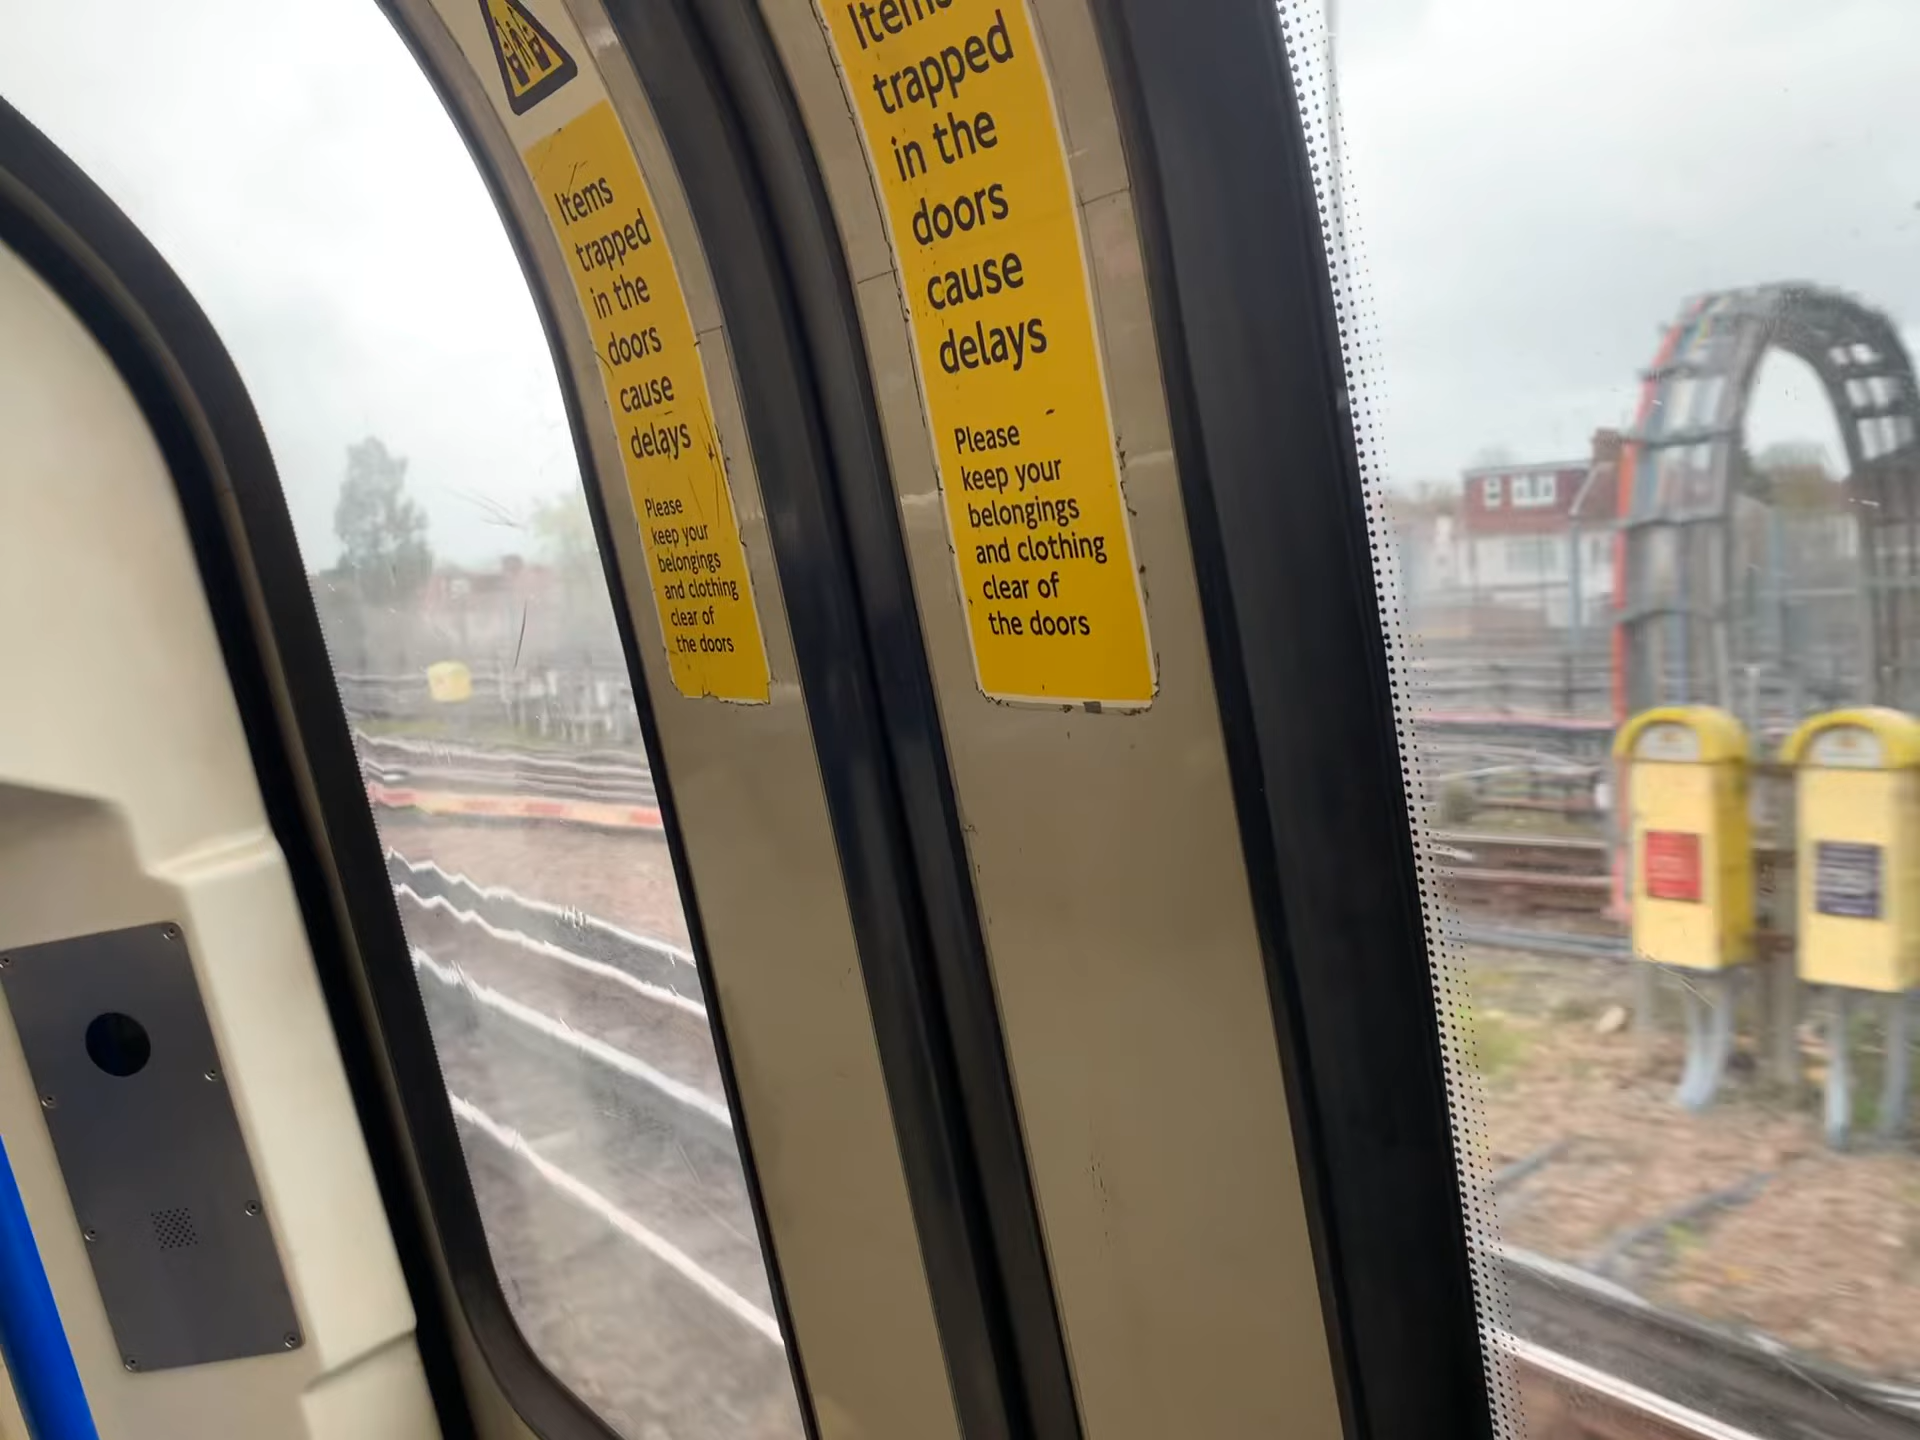 Items
trapped
in the
doors
cause
delays
Please
keep your
belongings
and clothing
clear of
the doors
Items
trapped
in the
doors
cause
delays
Please
keep your
belongings
and clothing
clear of
the doors